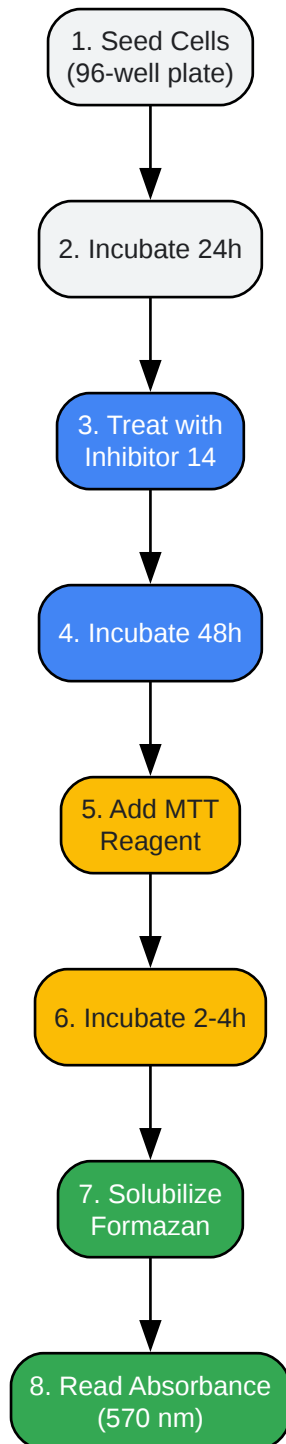 1. Seed Cells
(96-well plate)
2. Incubate 24h
3. Treat with
Inhibitor 14
4. Incubate 48h
5. Add MTT
Reagent
6. Incubate 2-4h
7. Solubilize
Formazan
8. Read Absorbance
(570 nm)